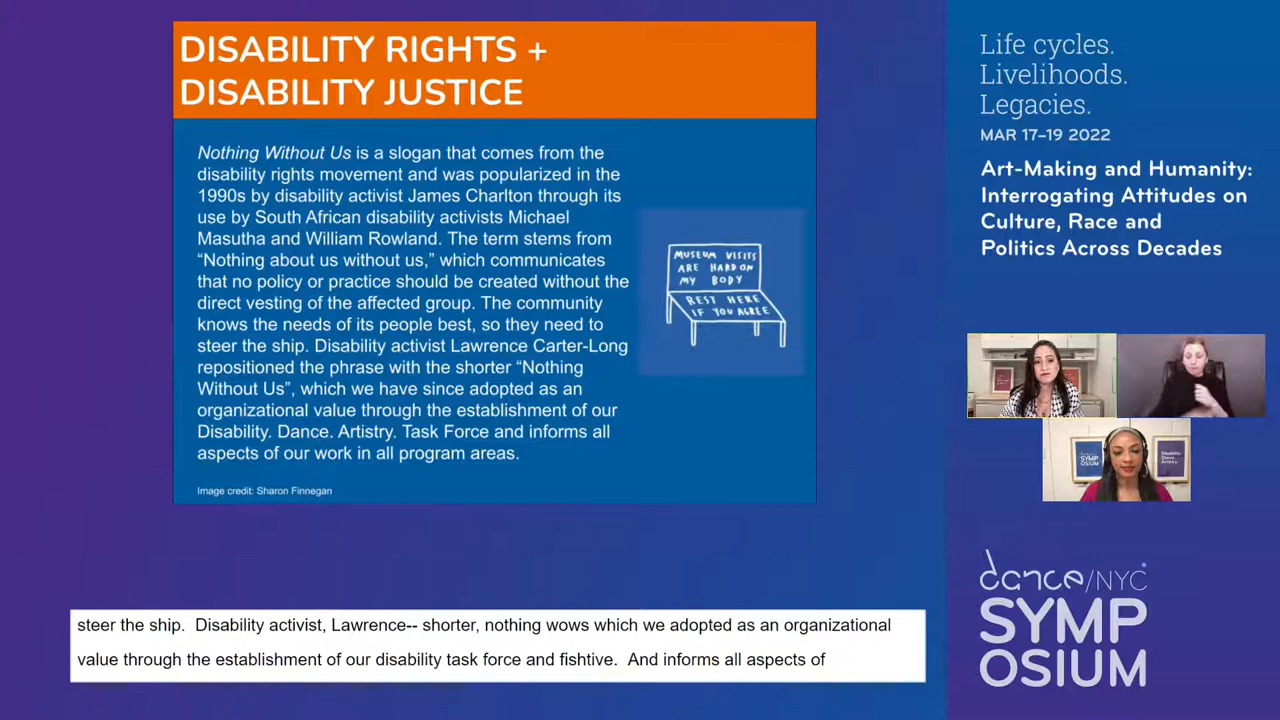 DISABILITY RIGHTS +
DISABILITY JUSTICE
Nothing Without Us is a slogan that comes from the
disability rights movement and was popularized in the
1990s by disability activist James Charlton through its
use by South African disability activists Michael
Masutha and William Rowland. The term stems from
“Nothing about us without us,” which communicates
that no policy or practice should be created without the
direct vesting of the affected group. The community
knows the needs of its people best, so they need to
steer the ship. Disability activist Lawrence Carter-Long
repositioned the phrase with the shorter “Nothing
Without Us”, which we have since adopted as an
organizational value through the establishment of our
Disability. Dance. Artistry. Task Force and informs all
aspects of our work in all program areas.
Image credit: Sharon Finnegan
MUSEUM VISITS
ARE HARD ON
MY BODY
REST HERE
IF YOU AGREE
steer the ship.  Disability activist, Lawrence-- shorter, nothing wows which we adopted as an organizational
value through the establishment of our disability task force and fishtive.  And informs all aspects of
Life cycles.
Livelihoods.
Legacies.
MAR 17–19 2022
Art-Making and Humanity:
Interrogating Attitudes on
Culture, Race and
Politics Across Decades
SYMP
OSIUM
Disability.
Dance.
Artistry.
dance/NYC
SYMP
OSIUM